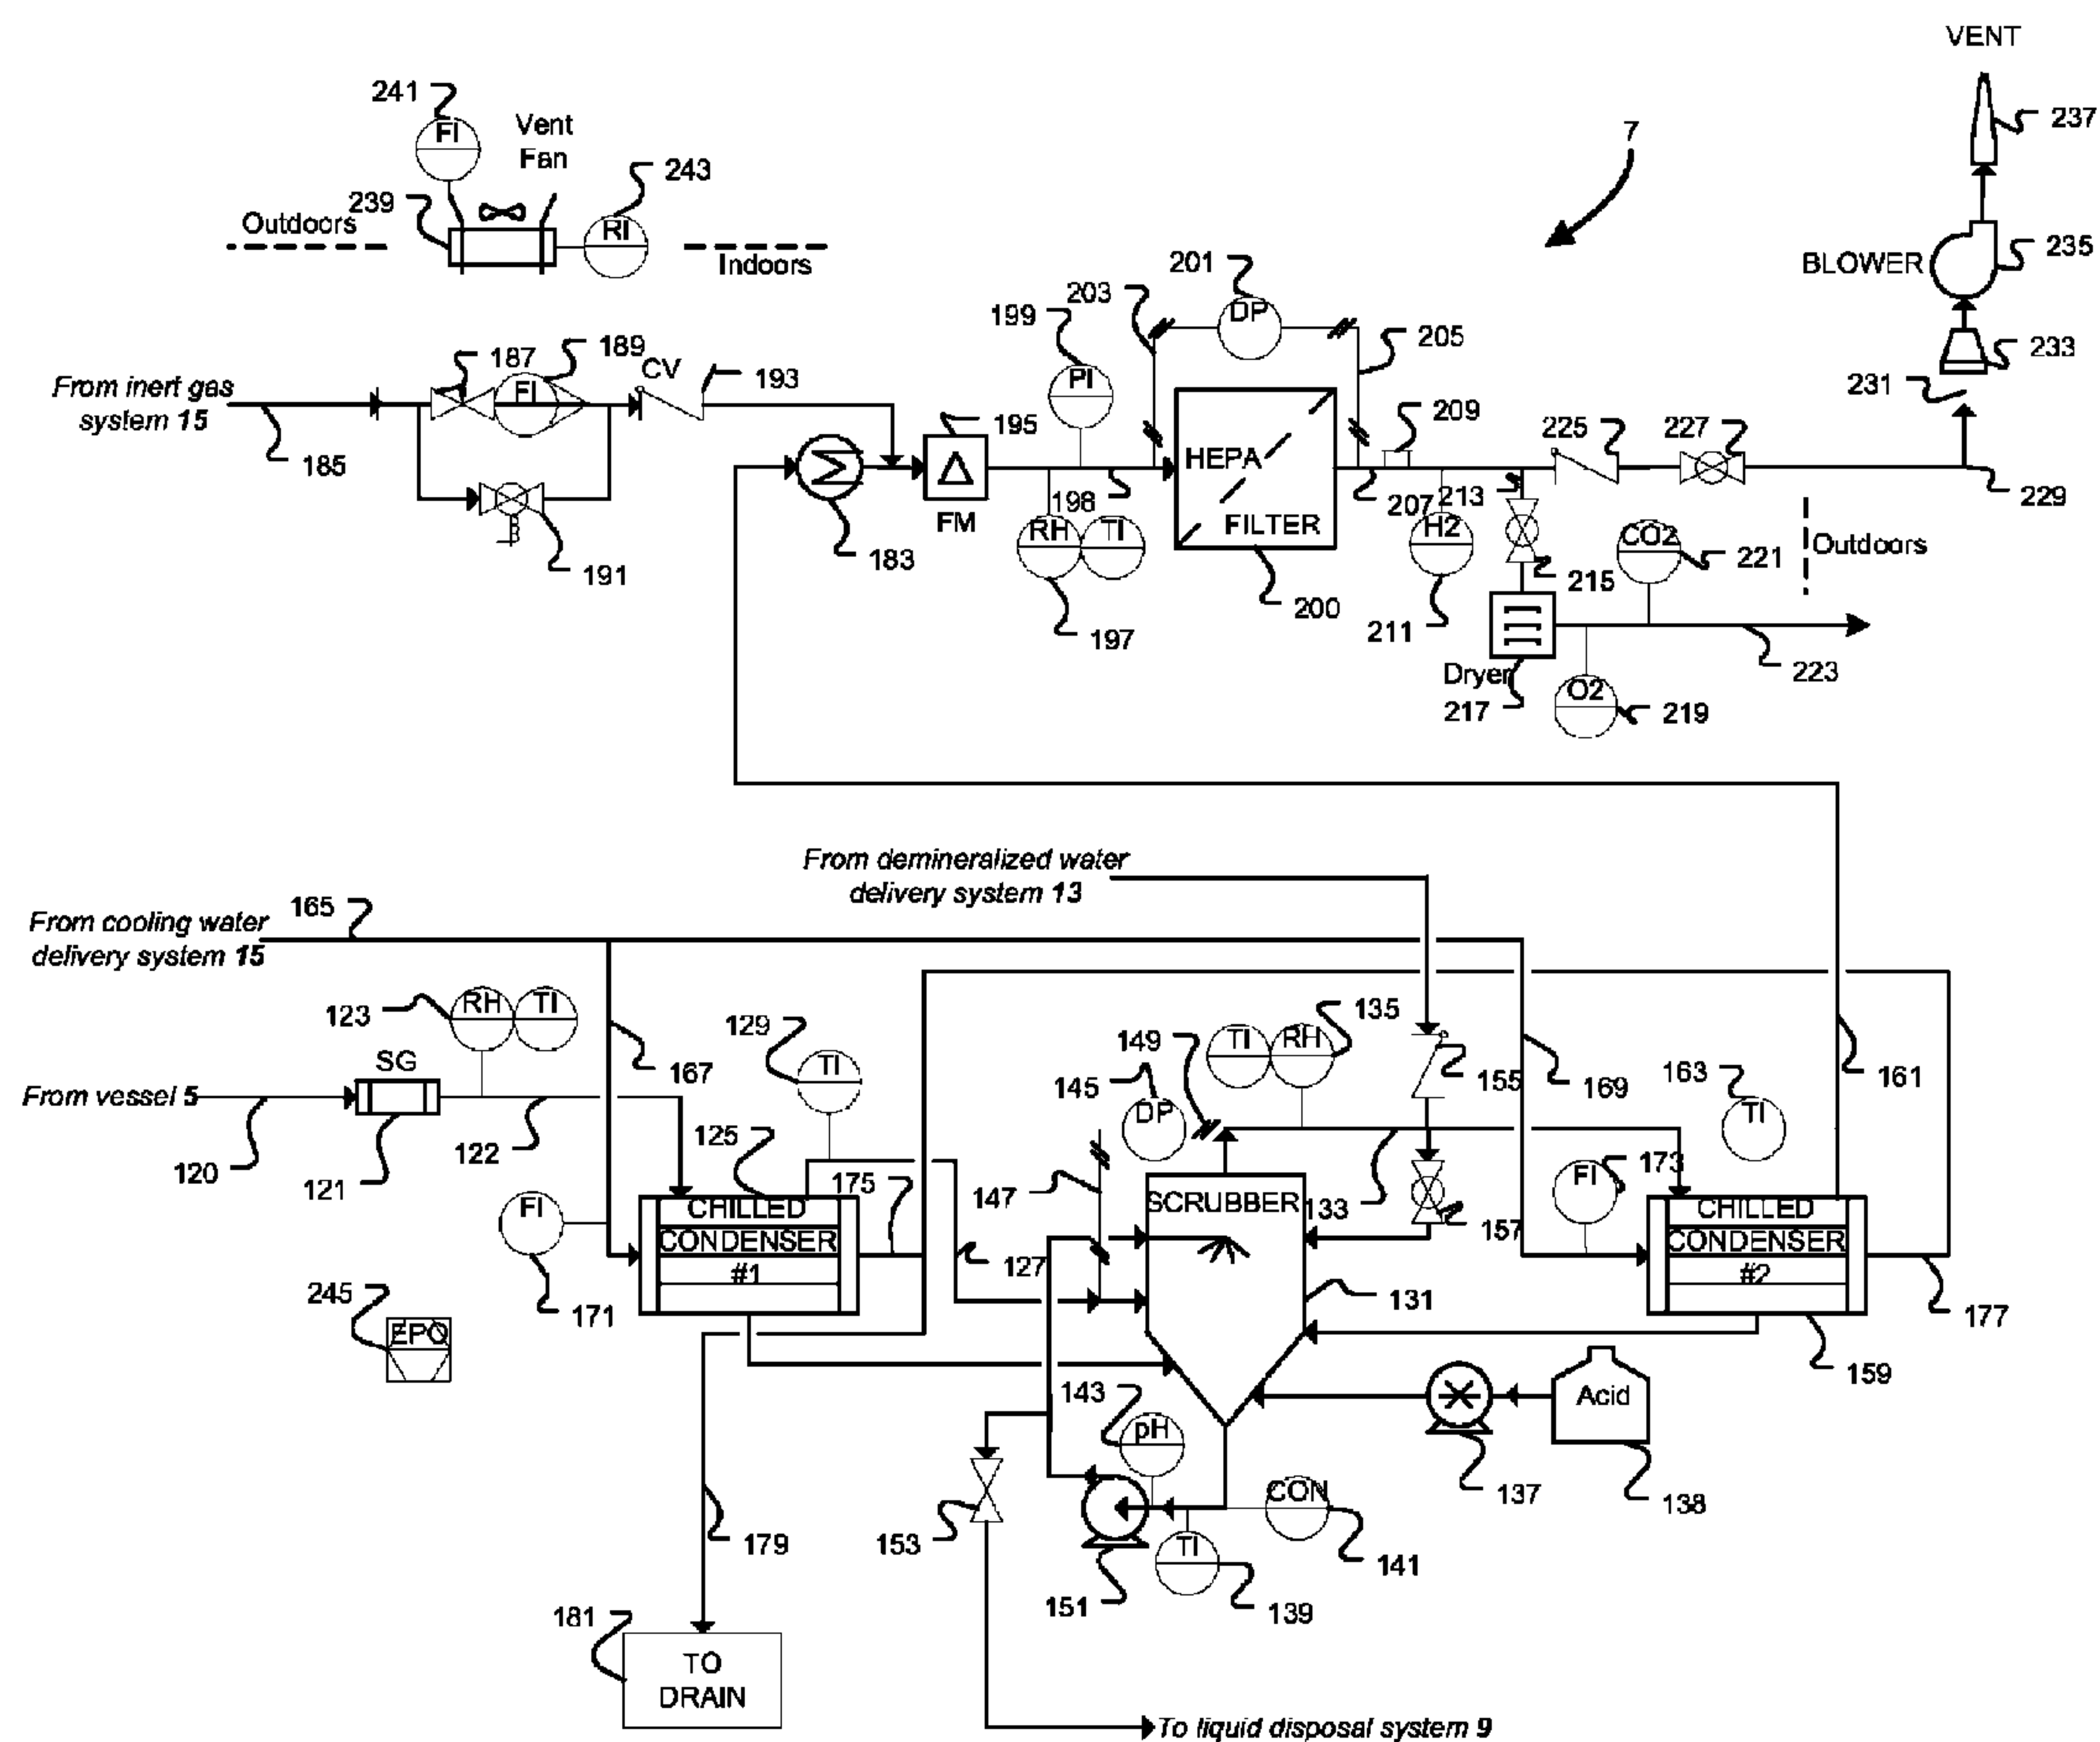 VENT
241
FI
Vent
Fan
243
239
Outdoors
RI
Indoors
7
237
BLOWER
235
233
231
201
203
DP
199
PI
205
187
189
FI
CV
193
From inert gas
system 15
185
191
195
FM
183
198
RH
TI
197
HEPA
FILTER
200
209
207
213
H2
211
215
Dryer
217
225
227
229
CO2
221
Outdoors
O2
219
223
From demineralized water
delivery system 13
From cooling water
delivery system 15
165
123
RH
TI
SG
From vessel 5
120
121
122
167
129
TI
125
175
149
145
DP
TI
RH
135
155
169
163
TI
161
147
SCRUBBER
133
157
FI
173
FI
171
CHILLED
CONDENSER
#1
127
131
CHILLED
CONDENSER
#2
177
159
245
EPO
143
pH
Acid
137
138
153
CON
141
TI
139
151
179
181
TO
DRAIN
To liquid disposal system 9